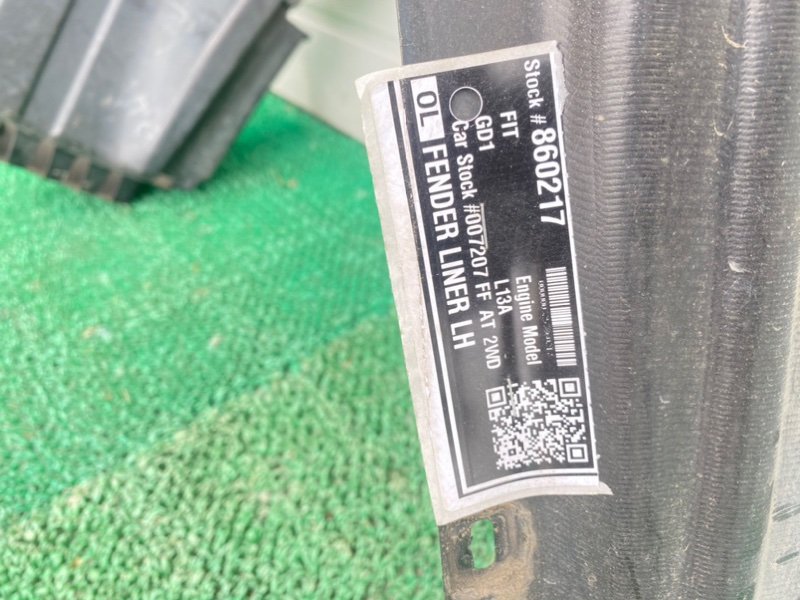 Stock # 860217
FIT
GD1
Engine Model
L13A
Car Stock #007207 FF AT 2WD
OL FENDER LINER LH